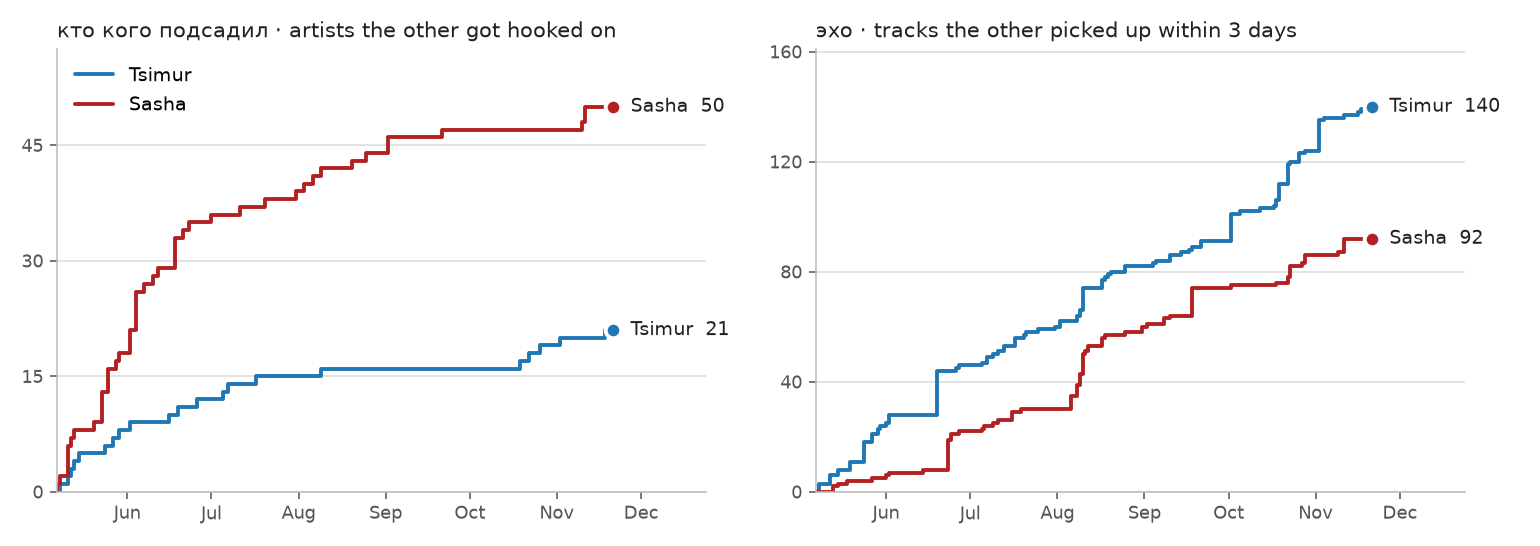 кто кого подсадил · artists the other got hooked on
Tsimur
Sasha
Sasha 50
Tsimur 21
45
30
15
0
Jun Jul Aug Sep Oct Nov Dec
эхо · tracks the other picked up within 3 days
160
120
80
40
0
Tsimur 140
Sasha 92
Jun Jul Aug Sep Oct Nov Dec